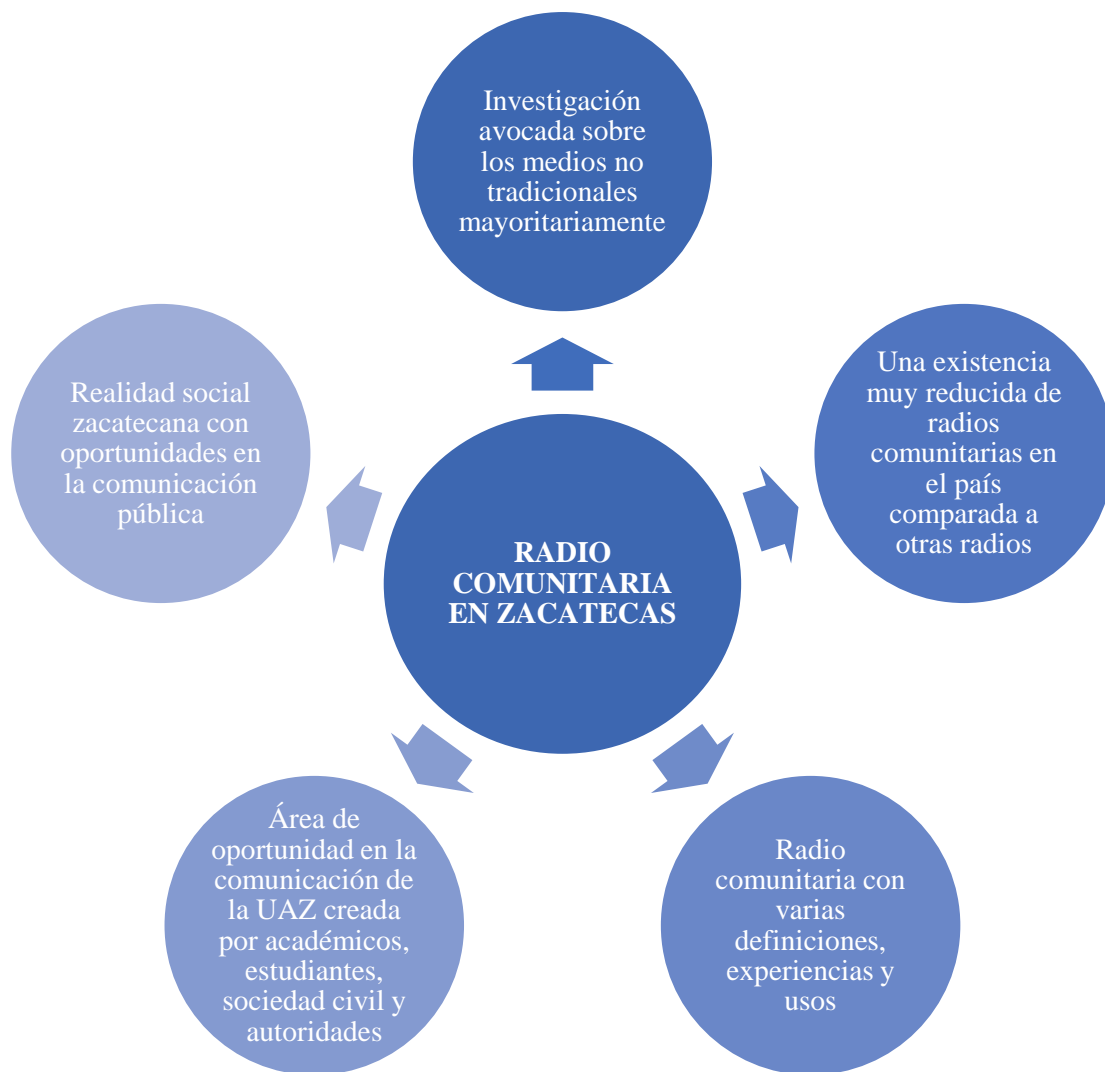 Investigación
avocada sobre
los medios no
tradicionales
mayoritariamente
Realidad social
zacatecana con
oportunidades en
la comunicación
pública
Una existencia
muy reducida de
radios
comunitarias en
el país
comparada a
otras radios
RADIO
COMUNITARIA
EN ZACATECAS
Área de
oportunidad en la
comunicación de
la UAZ creada
por académicos,
estudiantes,
sociedad civil y
autoridades
Radio
comunitaria con
varias
definiciones,
experiencias y
usos